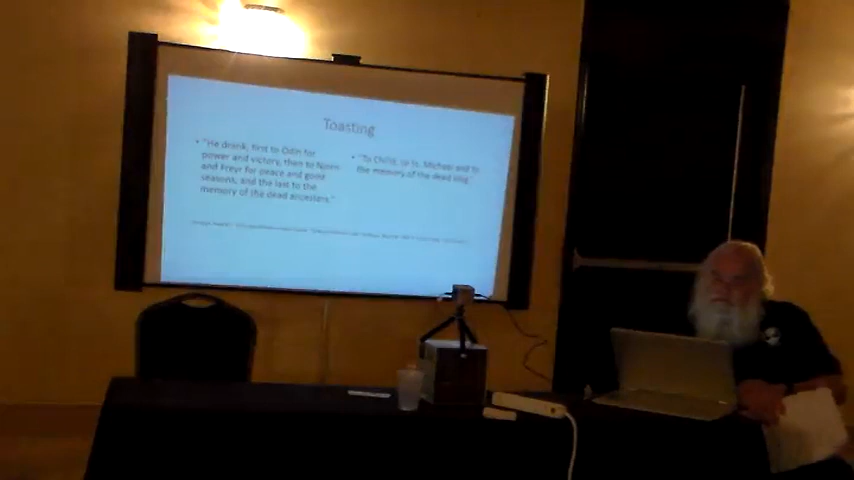 Toasting
• "He drank, first to Odin for
power and victory, then to Njorn
and Freyr for peace and good
seasons, and the last to the
memory of the dead ancestors."
• "To Christ, to St. Michael and to
the memory of the dead king."